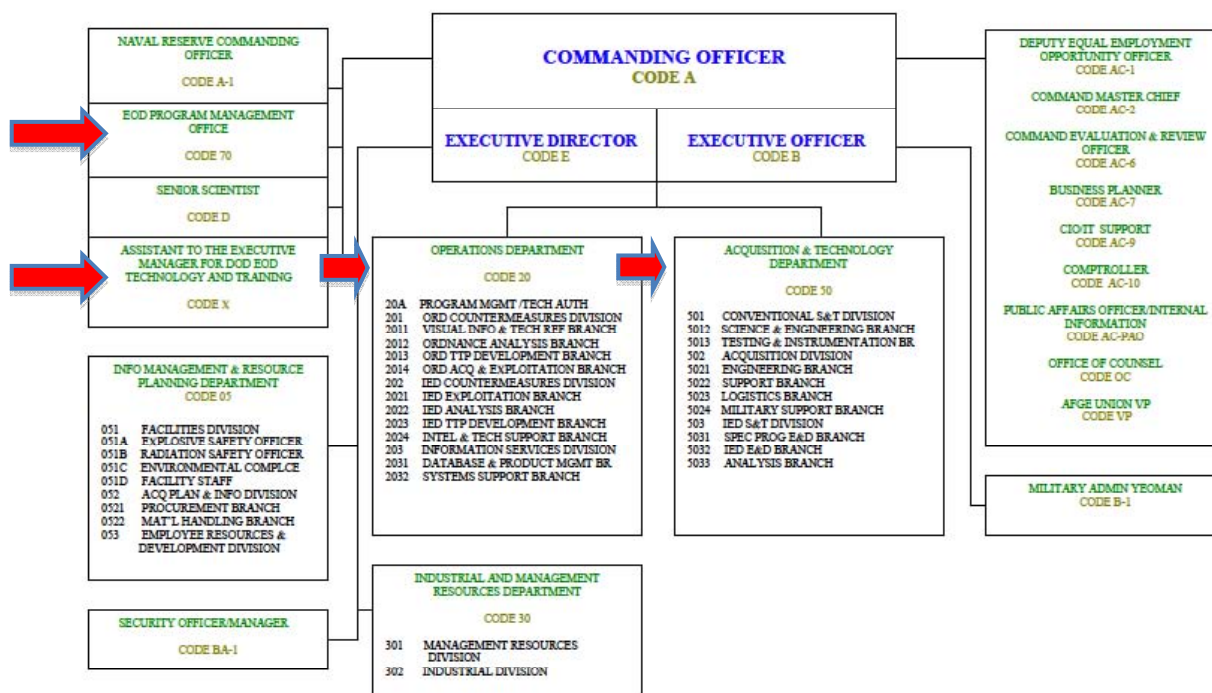 NAVAL RESERVE COMMANDING
OFFICER
CODE A-1
EOD PROGRAM MANAGEMENT
OFFICE
CODE 70
SENIOR SCIENTIST
CODE D
ASSISTANT TO THE EXECUTIVE
MANAGER FOR DOD EOD
TECHNOLOGY AND TRAINING
CODE X
COMMANDING OFFICER
CODE A
EXECUTIVE DIRECTOR
CODE E
EXECUTIVE OFFICER
CODE B
DEPUTY EQUAL EMPLOYMENT
OPPORTUNITY OFFICER
CODE AC-1
COMMAND MASTER CHIEF
CODE AC-2
COMMAND EVALUATION & REVIEW
OFFICER
CODE AC-6
BUSINESS PLANNER
CODE AC-7
CIO/IT SUPPORT
CODE AC-9
COMPTROLLER
CODE AC-10
PUBLIC AFFAIRS OFFICER/INTERNAL
INFORMATION
CODE AC-PAO
OFFICE OF COUNSEL
CODE OC
AFGE UNION VP
CODE VP
MILITARY ADMIN YEOMAN
CODE B-1
OPERATIONS DEPARTMENT
CODE 20
20A PROGRAM MGMT /TECH AUTH
201 ORD COUNTERMEASURES DIVISION
2011 VISUAL INFO & TECH REF BRANCH
2012 ORDNANCE ANALYSIS BRANCH
2013 ORD TTP DEVELOPMENT BRANCH
2014 ORD ACQ & EXPLOITATION BRANCH
202 IED COUNTERMEASURES DIVISION
2021 IED EXPLOITATION BRANCH
2022 IED ANALYSIS BRANCH
2023 IED TTP DEVELOPMENT BRANCH
2024 INTEL & TECH SUPPORT BRANCH
203 INFORMATION SERVICES DIVISION
2031 DATABASE & PRODUCT MGMT BR
2032 SYSTEMS SUPPORT BRANCH
ACQUISITION & TECHNOLOGY
DEPARTMENT
CODE 50
501 CONVENTIONAL S&T DIVISION
5012 SCIENCE & ENGINEERING BRANCH
5013 TESTING & INSTRUMENTATION BR
502 ACQUISITION DIVISION
5021 ENGINEERING BRANCH
5022 SUPPORT BRANCH
5023 LOGISTICS BRANCH
5024 MILITARY SUPPORT BRANCH
503 IED S&T DIVISION
5031 SPEC PROG E&D BRANCH
5032 IED E&D BRANCH
5033 ANALYSIS BRANCH
INFO MANAGEMENT & RESOURCE
PLANNING DEPARTMENT
CODE 05
051 FACILITIES DIVISION
051A EXPLOSIVE SAFETY OFFICER
051B RADIATION SAFETY OFFICER
051C ENVIRONMENTAL COMPLCE
051D FACILITY STAFF
052 ACQ PLAN & INFO DIVISION
0521 PROCUREMENT BRANCH
0522 MAT'L HANDLING BRANCH
053 EMPLOYEE RESOURCES &
DEVELOPMENT DIVISION
SECURITY OFFICER/MANAGER
CODE BA-1
INDUSTRIAL AND MANAGEMENT
RESOURCES DEPARTMENT
CODE 30
301 MANAGEMENT RESOURCES
DIVISION
302 INDUSTRIAL DIVISION